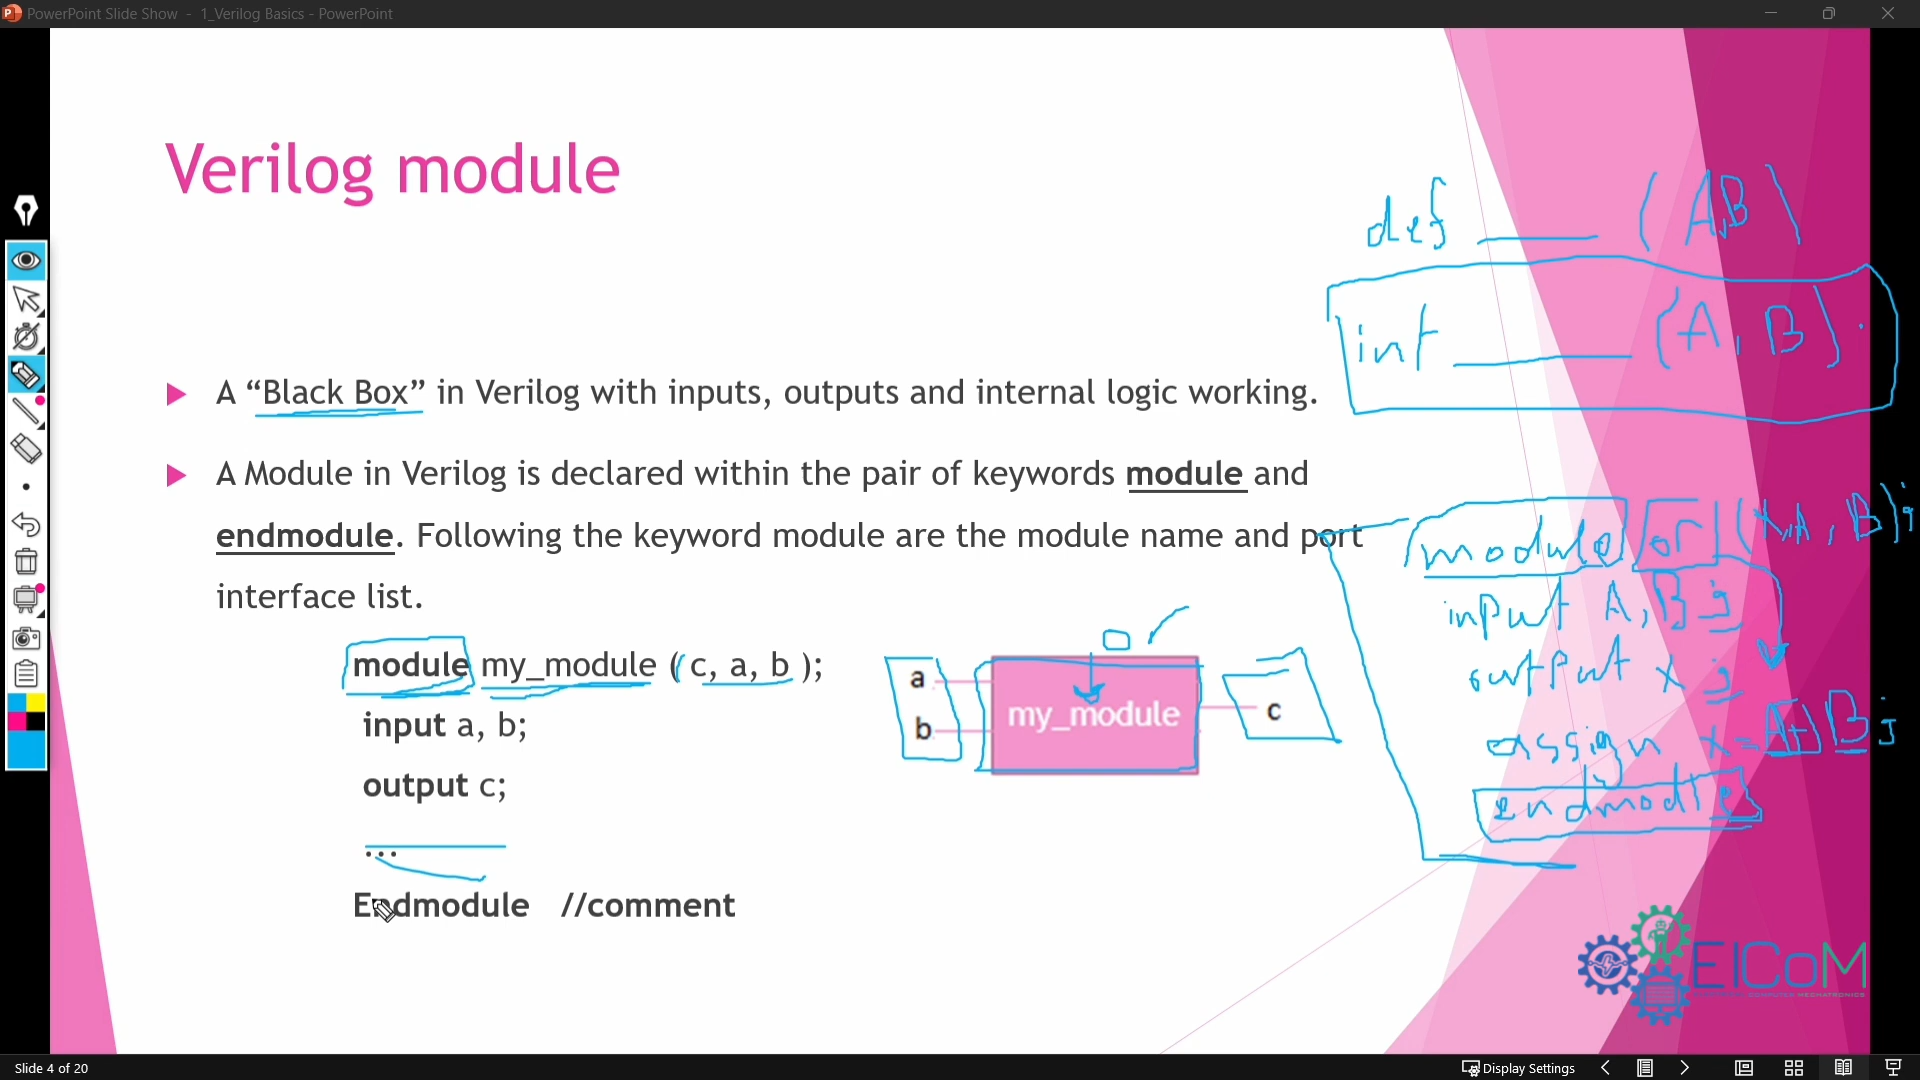 PowerPoint Slide Show - 1_Verilog Basics - PowerPoint
Verilog module
def ____ (A,B)
int ____ (A, B).
A “Black Box” in Verilog with inputs, outputs and internal logic working.
A Module in Verilog is declared within the pair of keywords module and
endmodule. Following the keyword module are the module name and port
interface list.
module my_module ( c, a, b );
input a, b;
output c;
...
Endmodule //comment
a
b
my_module
c
module or (x,A, B);
input A, B;
output x;
assign x=A+B;
endmodle
EICoM
Slide 4 of 20
Display Settings